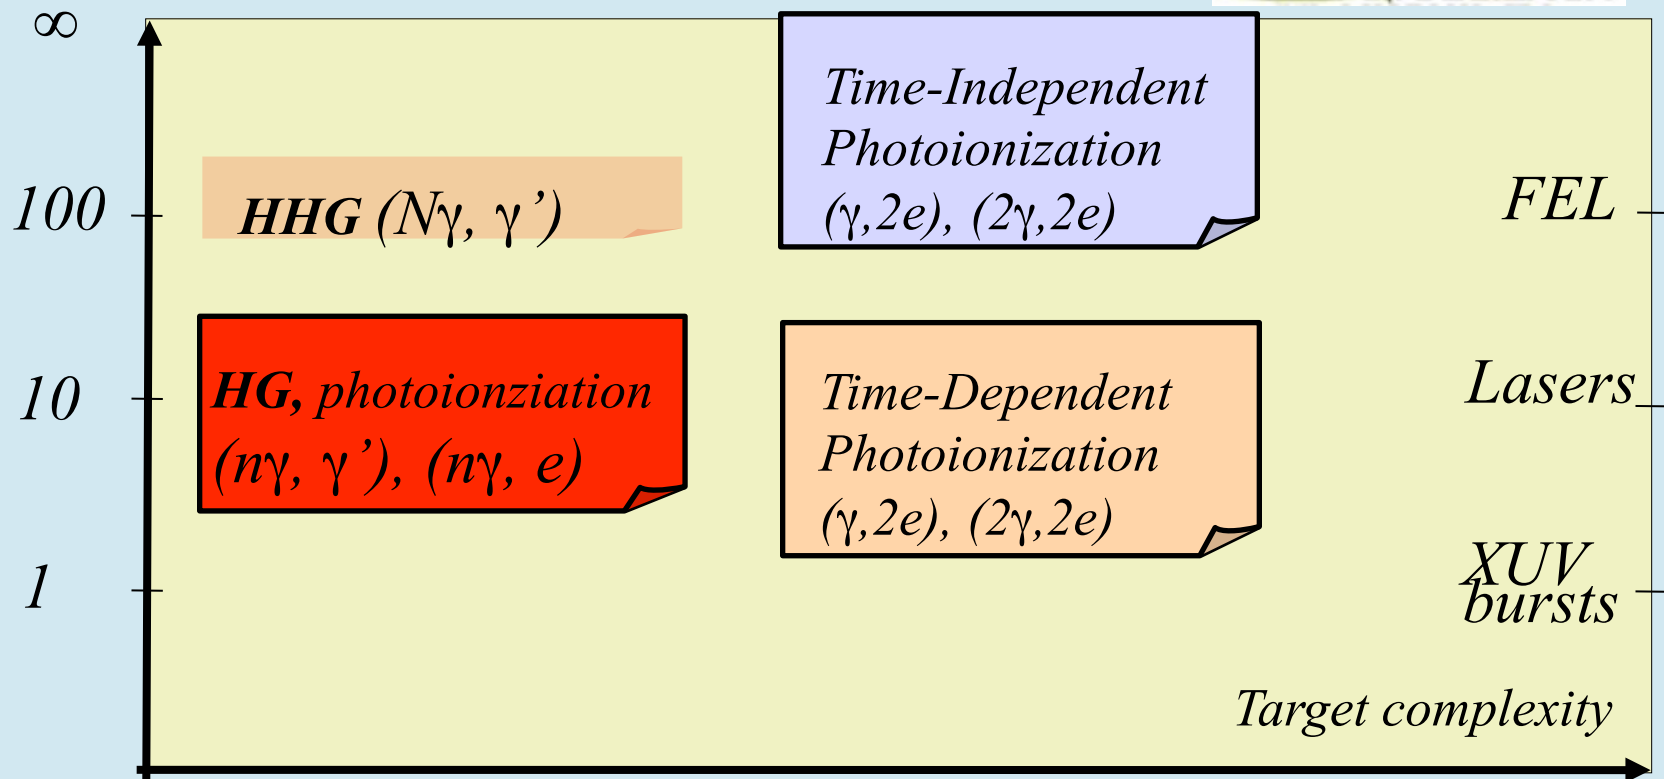 ∞
Time-Independent
Photoionization
(γ,2e), (2γ,2e)
100
HHG (Nγ, γ’)
FEL
10
HG, photoionziation
(nγ, γ’), (nγ, e)
Time-Dependent
Photoionization
(γ,2e), (2γ,2e)
Lasers
1
XUV
bursts
Target complexity